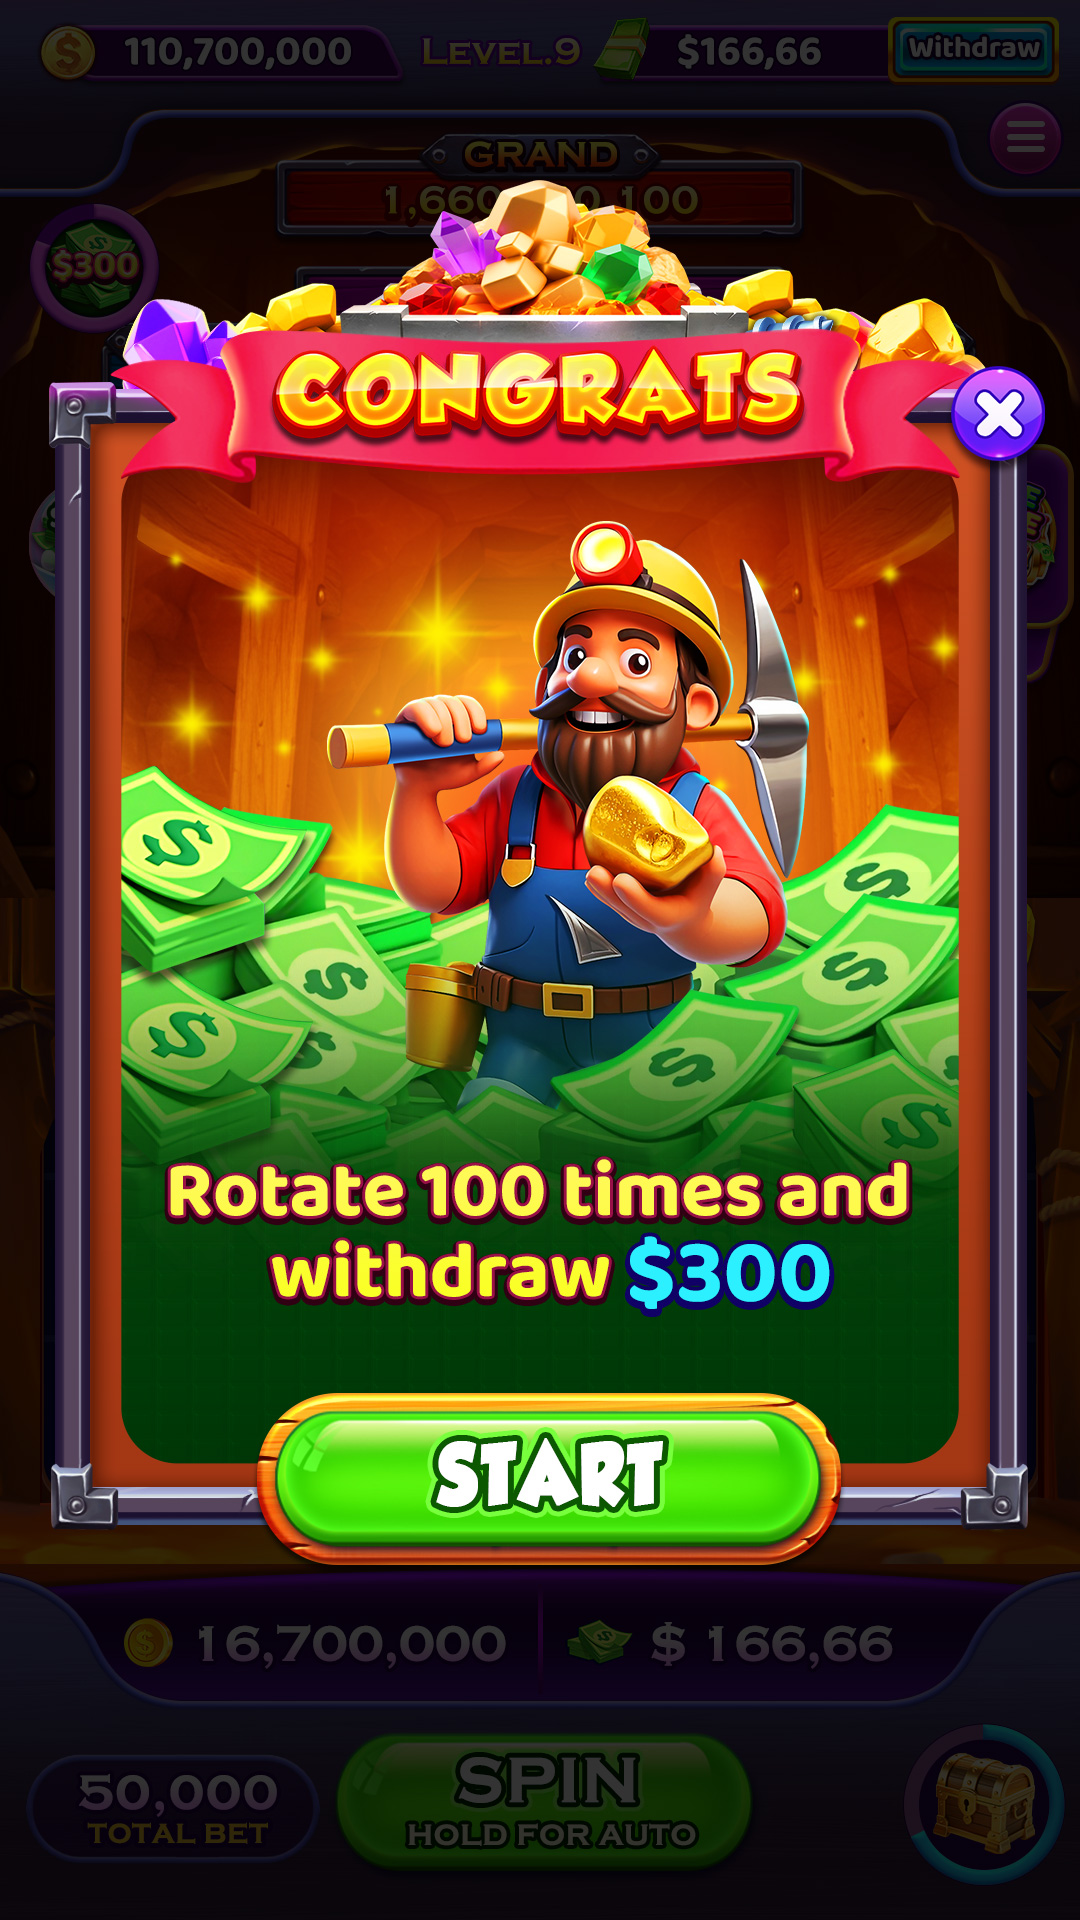 110,700,000
LEVEL.9
$166,66
Withdraw
GRAND
$300
CONGRATS
Rotate 100 times and
withdraw $300
START
16,700,000
$ 166,66
50,000
TOTAL BET
SPIN
HOLD FOR AUTO